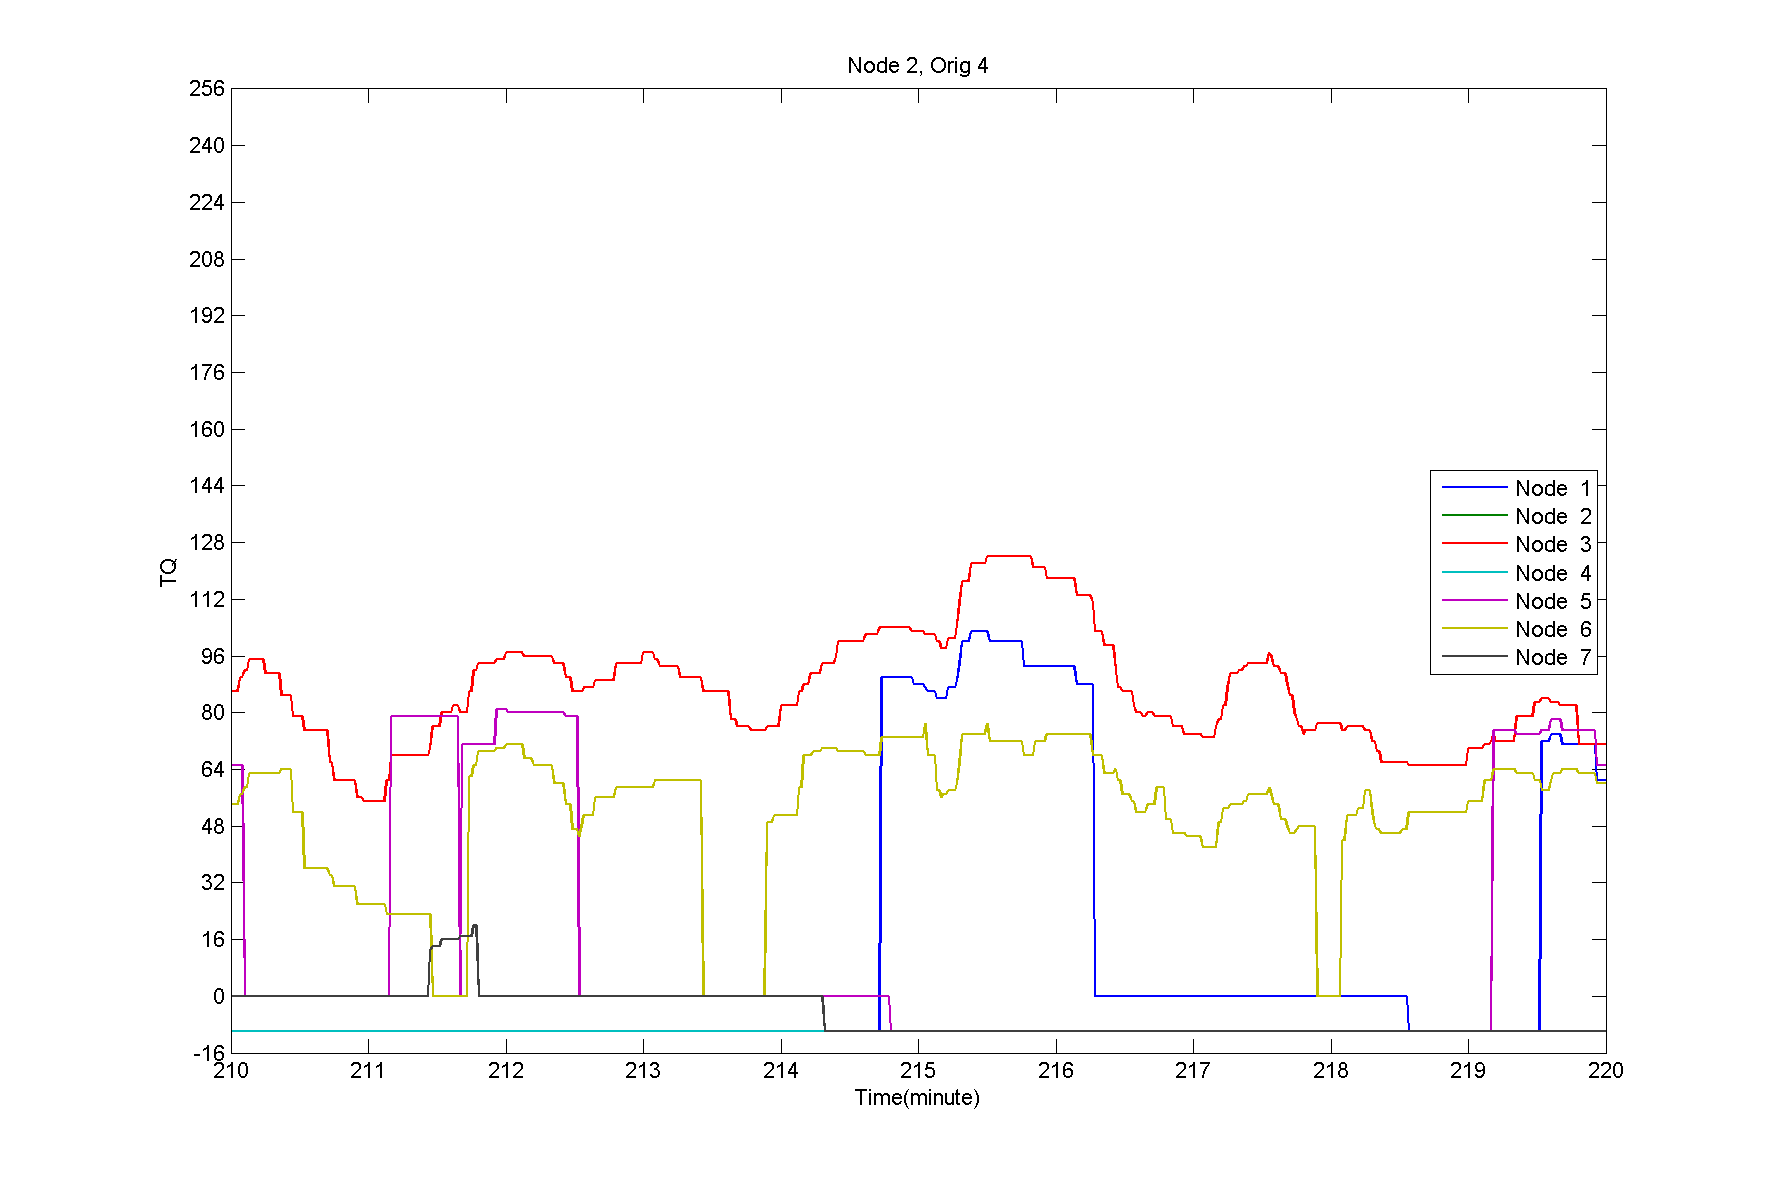 Node 2, Orig 4
256
240
224
208
192
176
160
144
128
112
96
80
64
48
32
16
0
-16
TQ
Node 1
Node 2
Node 3
Node 4
Node 5
Node 6
Node 7
210 211 212 213 214 215 216 217 218 219 220
Time(minute)